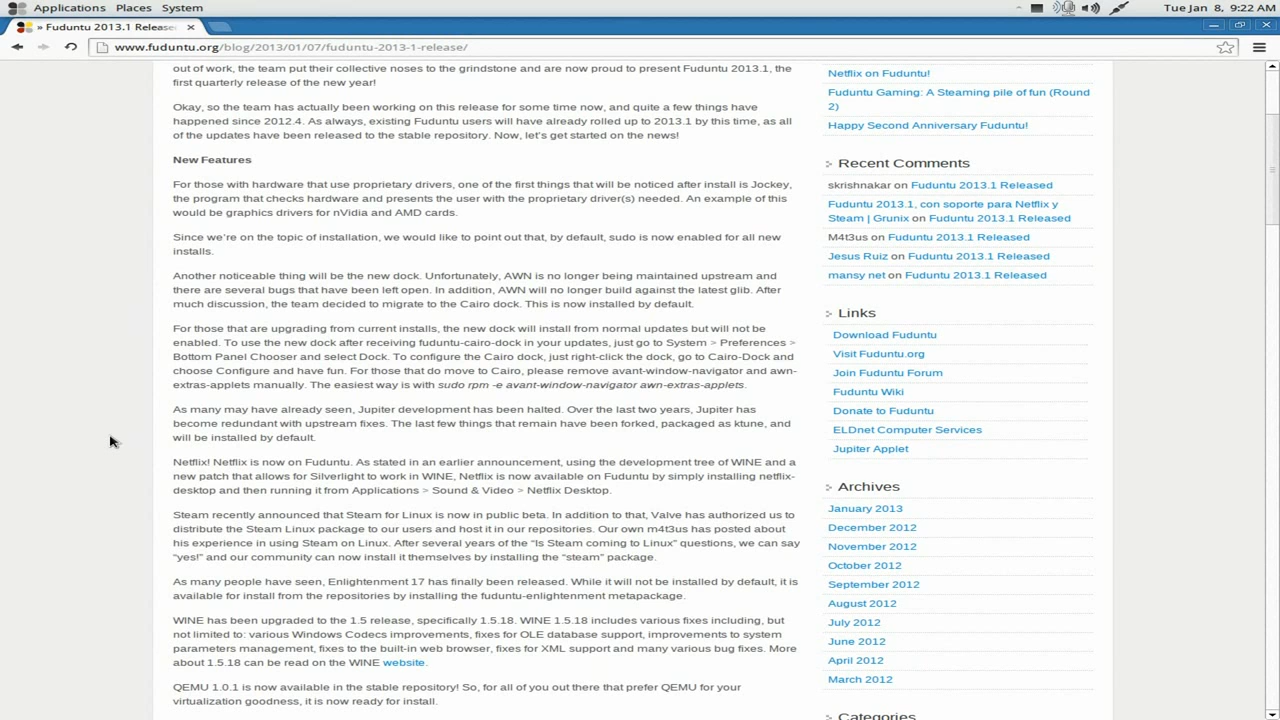 Applications Places System
Tue Jan 8, 9:22 AM
» Fuduntu 2013.1 Release
www.fuduntu.org/blog/2013/01/07/fuduntu-2013-1-release/
out of work, the team put their collective noses to the grindstone and are now proud to present Fuduntu 2013.1, the
first quarterly release of the new year!
Okay, so the team has actually been working on this release for some time now, and quite a few things have
happened since 2012.4. As always, existing Fuduntu users will have already rolled up to 2013.1 by this time, as all
of the updates have been released to the stable repository. Now, let's get started on the news!
New Features
For those with hardware that use proprietary drivers, one of the first things that will be noticed after install is Jockey,
the program that checks hardware and presents the user with the proprietary driver(s) needed. An example of this
would be graphics drivers for nVidia and AMD cards.
Since we're on the topic of installation, we would like to point out that, by default, sudo is now enabled for all new
installs.
Another noticeable thing will be the new dock. Unfortunately, AWN is no longer being maintained upstream and
there are several bugs that have been left open. In addition, AWN will no longer build against the latest glib. After
much discussion, the team decided to migrate to the Cairo dock. This is now installed by default.
For those that are upgrading from current installs, the new dock will install from normal updates but will not be
enabled. To use the new dock after receiving fuduntu-cairo-dock in your updates, just go to System > Preferences >
Bottom Panel Chooser and select Dock. To configure the Cairo dock, just right-click the dock, go to Cairo-Dock and
choose Configure and have fun. For those that do move to Cairo, please remove avant-window-navigator and awn-
extras-applets manually. The easiest way is with sudo rpm -e avant-window-navigator awn-extras-applets.
As many may have already seen, Jupiter development has been halted. Over the last two years, Jupiter has
become redundant with upstream fixes. The last few things that remain have been forked, packaged as ktune, and
will be installed by default.
Netflix! Netflix is now on Fuduntu. As stated in an earlier announcement, using the development tree of WINE and a
new patch that allows for Silverlight to work in WINE, Netflix is now available on Fuduntu by simply installing netflix-
desktop and then running it from Applications > Sound & Video > Netflix Desktop.
Steam recently announced that Steam for Linux is now in public beta. In addition to that, Valve has authorized us to
distribute the Steam Linux package to our users and host it in our repositories. Our own m4t3us has posted about
his experience in using Steam on Linux. After several years of the “Is Steam coming to Linux” questions, we can say
“yes!” and our community can now install it themselves by installing the “steam” package.
As many people have seen, Enlightenment 17 has finally been released. While it will not be installed by default, it is
available for install from the repositories by installing the fuduntu-enlightenment metapackage.
WINE has been upgraded to the 1.5 release, specifically 1.5.18. WINE 1.5.18 includes various fixes including, but
not limited to: various Windows Codecs improvements, fixes for OLE database support, improvements to system
parameters management, fixes to the built-in web browser, fixes for XML support and many various bug fixes. More
about 1.5.18 can be read on the WINE website.
QEMU 1.0.1 is now available in the stable repository! So, for all of you out there that prefer QEMU for your
virtualization goodness, it is now ready for install.
Netflix on Fuduntu!
Fuduntu Gaming: A Steaming pile of fun (Round
2)
Happy Second Anniversary Fuduntu!
Recent Comments
skrishnakar on Fuduntu 2013.1 Released
Fuduntu 2013.1, con soporte para Netflix y
Steam | Grunix on Fuduntu 2013.1 Released
M4t3us on Fuduntu 2013.1 Released
Jesus Ruiz on Fuduntu 2013.1 Released
mansy net on Fuduntu 2013.1 Released
Links
Download Fuduntu
Visit Fuduntu.org
Join Fuduntu Forum
Fuduntu Wiki
Donate to Fuduntu
ELDnet Computer Services
Jupiter Applet
Archives
January 2013
December 2012
November 2012
October 2012
September 2012
August 2012
July 2012
June 2012
April 2012
March 2012
Categories